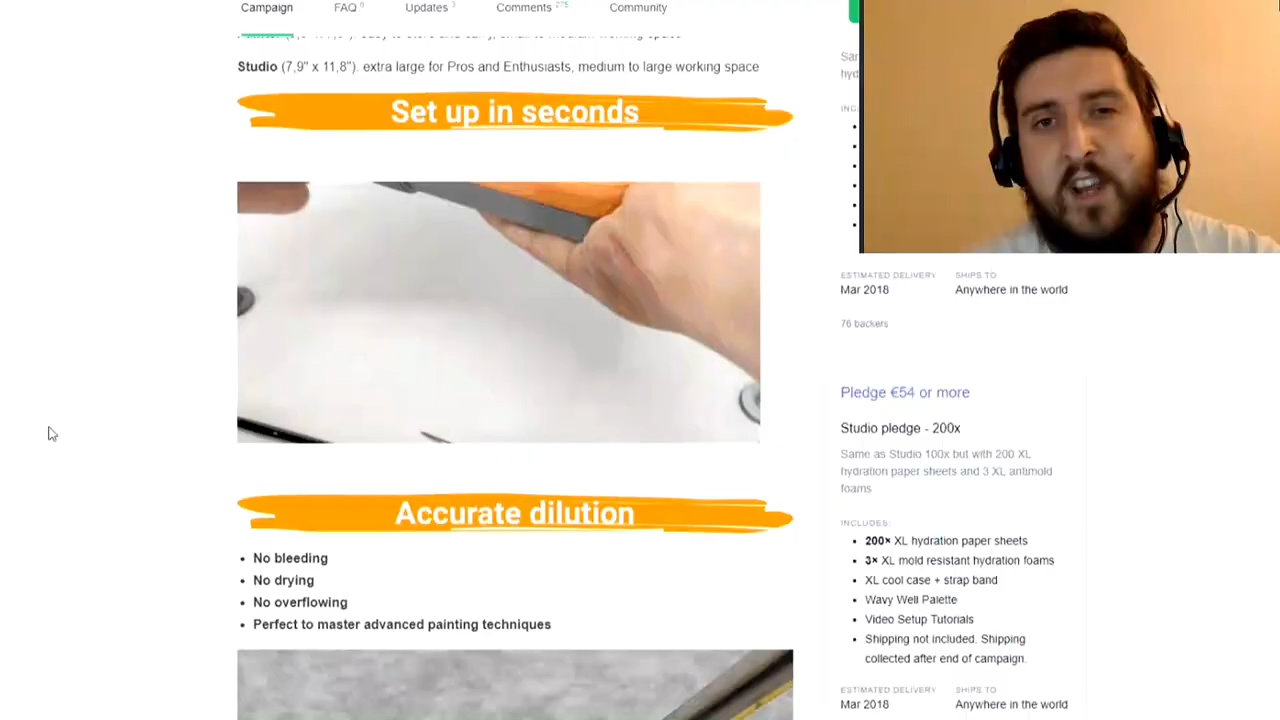 Campaign
FAQ 0
Updates 3
Comments 275
Community
Studio (7,9" x 11,8"). extra large for Pros and Enthusiasts, medium to large working space
Set up in seconds
Accurate dilution
• No bleeding
• No drying
• No overflowing
• Perfect to master advanced painting techniques
ESTIMATED DELIVERY
SHIPS TO
Mar 2018
Anywhere in the world
76 backers
Pledge €54 or more
Studio pledge - 200x
Same as Studio 100x but with 200 XL
hydration paper sheets and 3 XL antimold
foams
INCLUDES:
• 200× XL hydration paper sheets
• 3× XL mold resistant hydration foams
• XL cool case + strap band
• Wavy Well Palette
• Video Setup Tutorials
• Shipping not included. Shipping
collected after end of campaign.
ESTIMATED DELIVERY
SHIPS TO
Mar 2018
Anywhere in the world